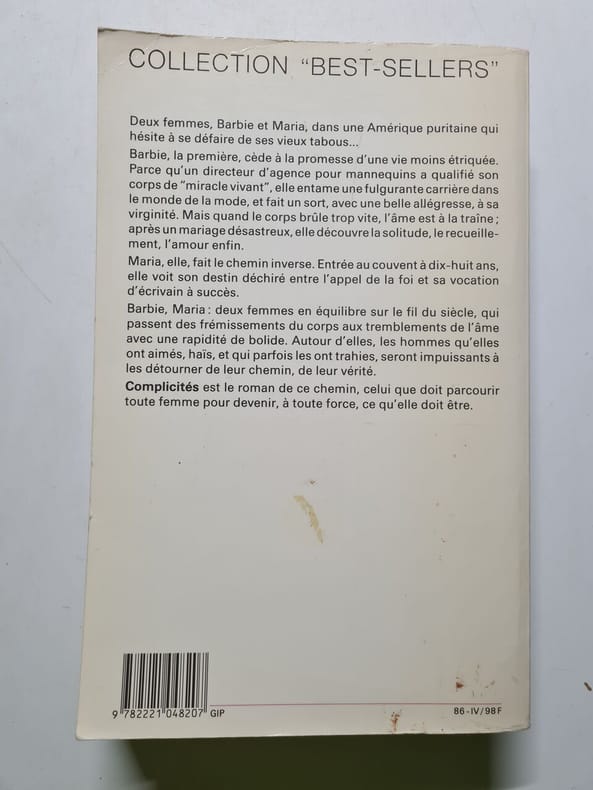 COLLECTION “BEST-SELLERS”
Deux femmes, Barbie et Maria, dans une Amérique puritaine qui
hésite à se défaire de ses vieux tabous...
Barbie, la première, cède à la promesse d’une vie moins étriquée.
Parce qu’un directeur d’agence pour mannequins a qualifié son
corps de “miracle vivant”, elle entame une fulgurante carrière dans
le monde de la mode, et fait un sort, avec une belle allégresse, à sa
virginité. Mais quand le corps brûle trop vite, l’âme est à la traîne ;
après un mariage désastreux, elle découvre la solitude, le recueille-
ment, l’amour enfin.
Maria, elle, fait le chemin inverse. Entrée au couvent à dix-huit ans,
elle voit son destin déchiré entre l’appel de la foi et sa vocation
d’écrivain à succès.
Barbie, Maria : deux femmes en équilibre sur le fil du siècle, qui
passent des frémissements du corps aux tremblements de l’âme
avec une rapidité de bolide. Autour d’elles, les hommes qu’elles
ont aimés, haïs, et qui parfois les ont trahies, seront impuissants à
les détourner de leur chemin, de leur vérité.
Complicités est le roman de ce chemin, celui que doit parcourir
toute femme pour devenir, à toute force, ce qu’elle doit être.
9 782221 048207 GIP
86-IV/98 F